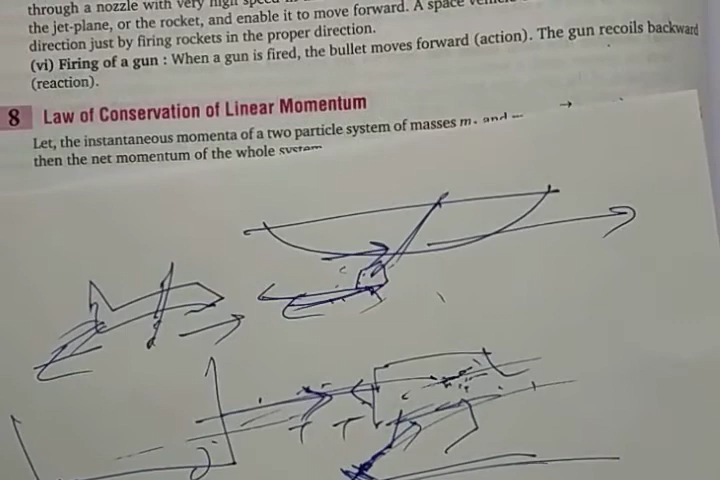 through a nozzle with very high speed
the jet-plane, or the rocket, and enable it to move forward. A space
direction just by firing rockets in the proper direction.
(vi) Firing of a gun : When a gun is fired, the bullet moves forward (action). The gun recoils backward
(reaction).
8 Law of Conservation of Linear Momentum
Let, the instantaneous momenta of a two particle system of masses
then the net momentum of the whole system